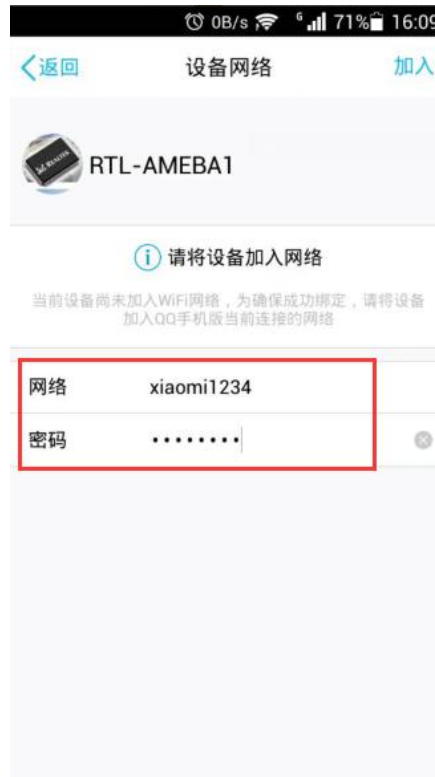 0B/s 6 71% 16:09
返回 设备网络 加入
RTL-AMEBA1
请将设备加入网络
当前设备尚未加入WiFi网络，为确保成功绑定，请将设备
加入QQ手机版当前连接的网络
网络 xiaomi1234
密码 ••••••••